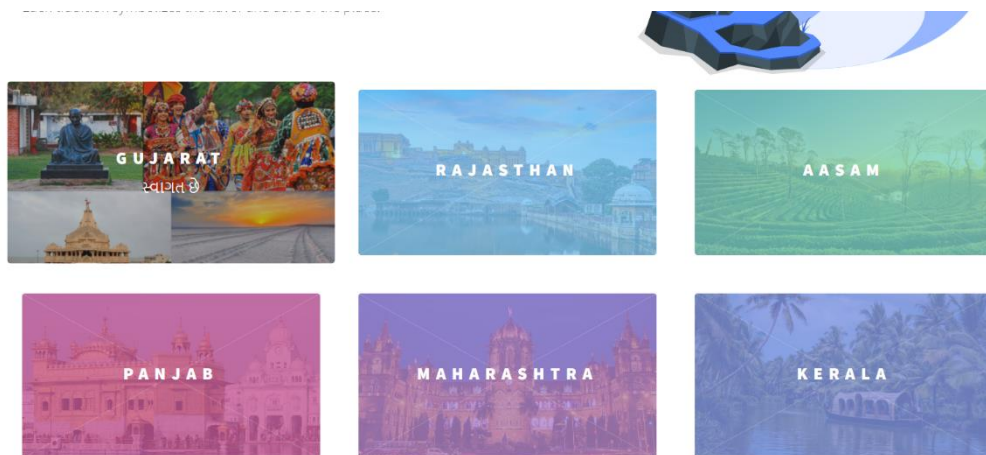 GUJARAT
સ્વાગત છે
RAJASTHAN
AASAM
PANJAB
MAHARASHTRA
KERALA